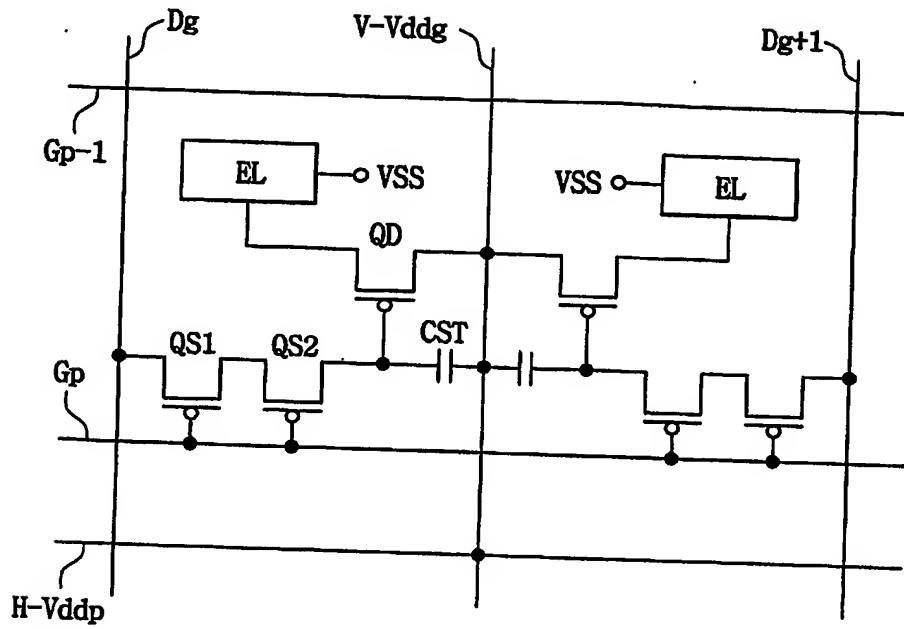 Dg
V-Vddg
Dg+1
Gp-1
EL
VSS
VSS
EL
QD
CST
QS1
QS2
Gp
H-Vddp